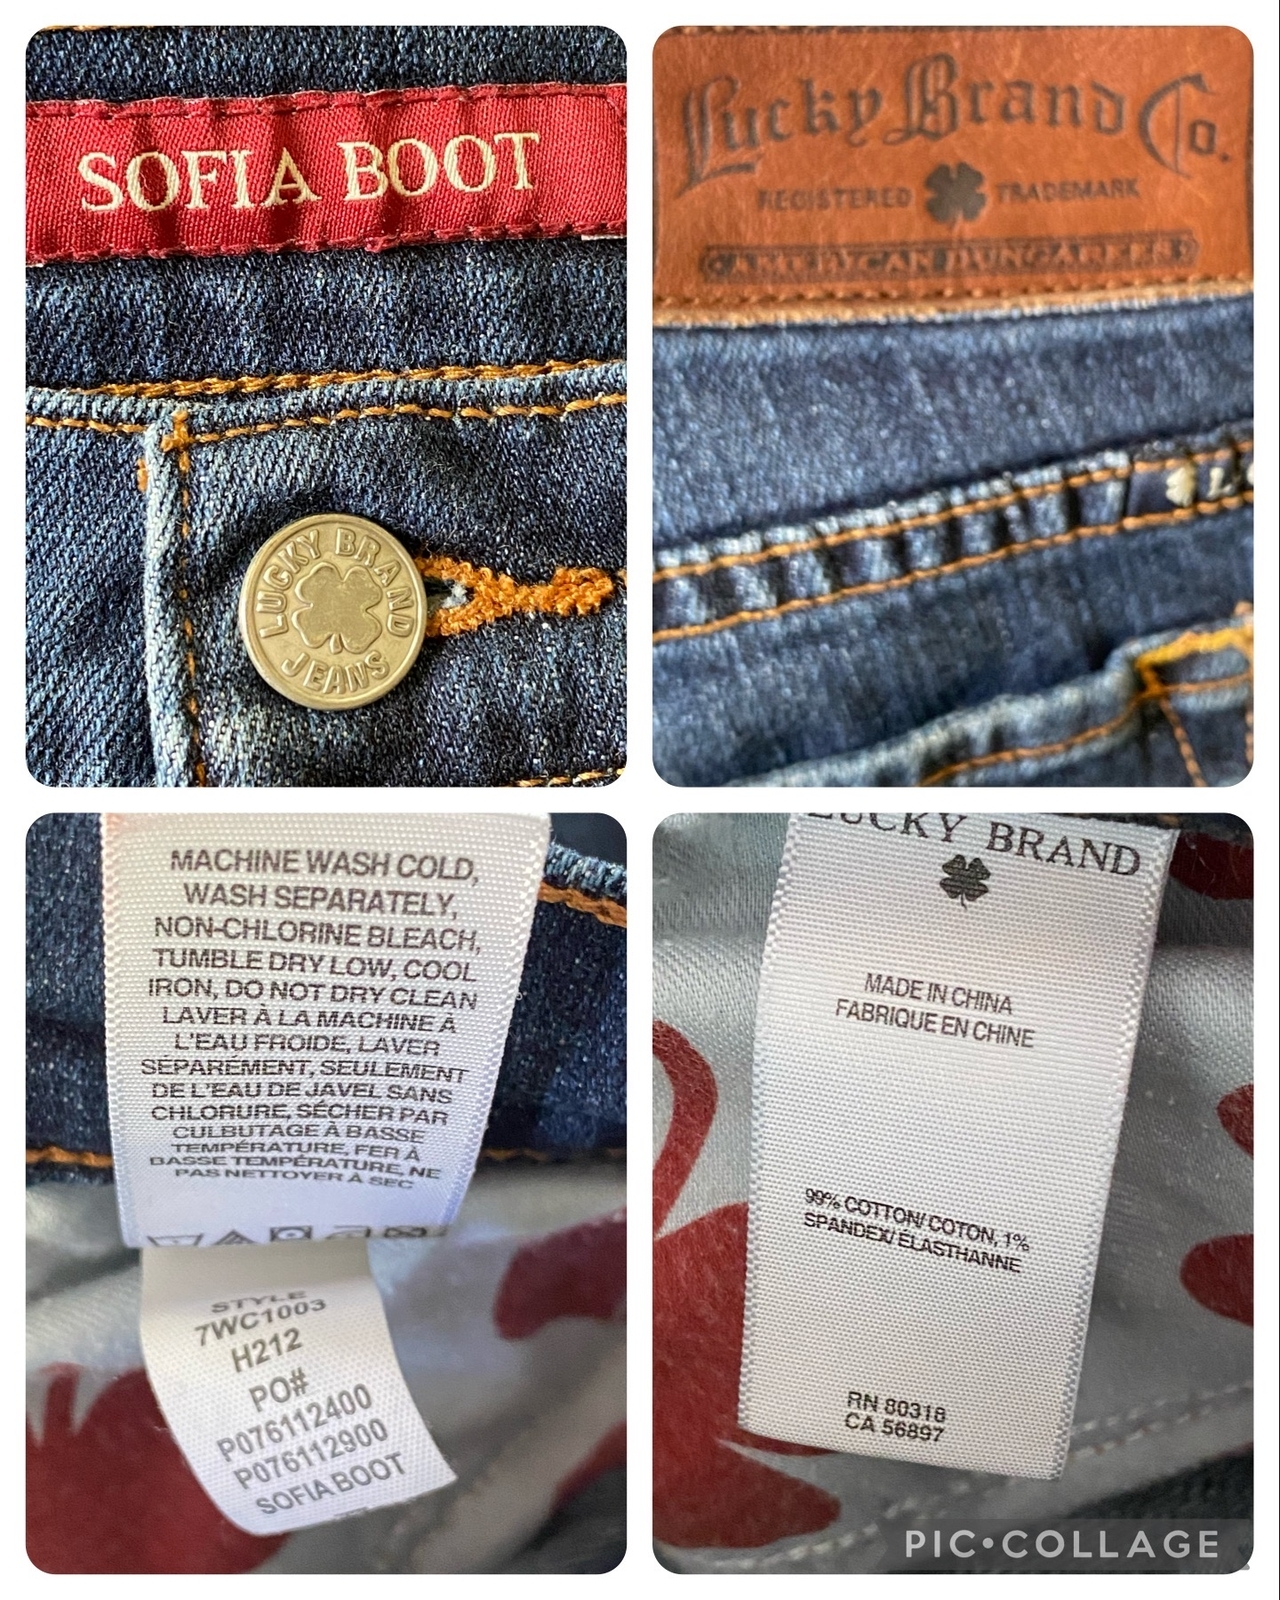 SOFIA BOOT
LUCKY BRAND
JEANS
Lucky Brand Co.
REGISTERED TRADEMARK
AMERICAN DUNGAREES
MACHINE WASH COLD,
WASH SEPARATELY,
NON-CHLORINE BLEACH,
TUMBLE DRY LOW, COOL
IRON, DO NOT DRY CLEAN
LAVER À LA MACHINE À
L'EAU FROIDE, LAVER
SÉPARÉMENT, SEULEMENT
DE L'EAU DE JAVEL SANS
CHLORURE, SÉCHER PAR
CULBUTAGE À BASSE
TEMPÉRATURE, FER À
BASSE TEMPÉRATURE, NE
PAS NETTOYER À SEC
STYLE
7WC1003
H212
PO#
P076112400
P076112900
SOFIA BOOT
LUCKY BRAND
MADE IN CHINA
FABRIQUE EN CHINE
99% COTTON/ COTON, 1%
SPANDEX/ ÉLASTHANNE
RN 80318
CA 56897
PIC•COLLAGE